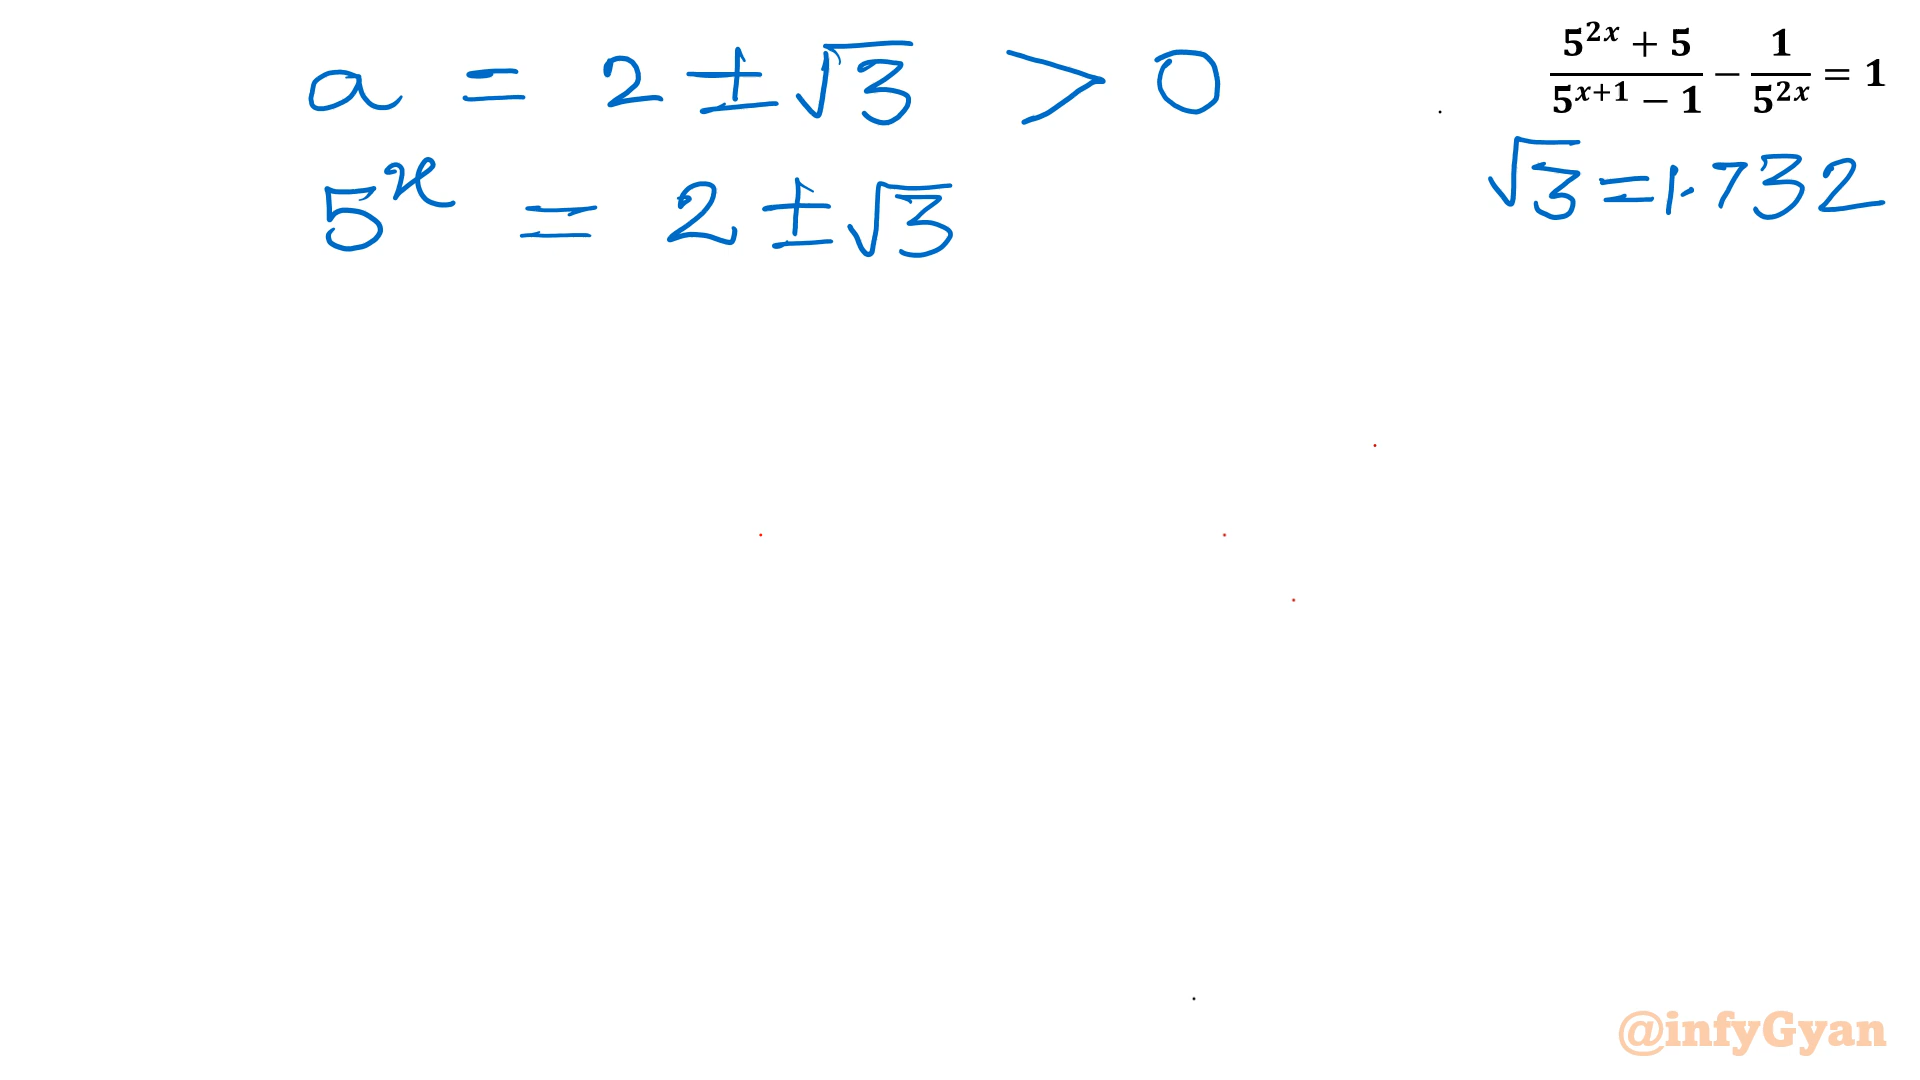 a = 2 ± √3 > 0
(5^{2x} + 5)/(5^{x+1} − 1) − 1/5^{2x} = 1
√3 = 1.732
5^x = 2 ± √3
@infyGyan